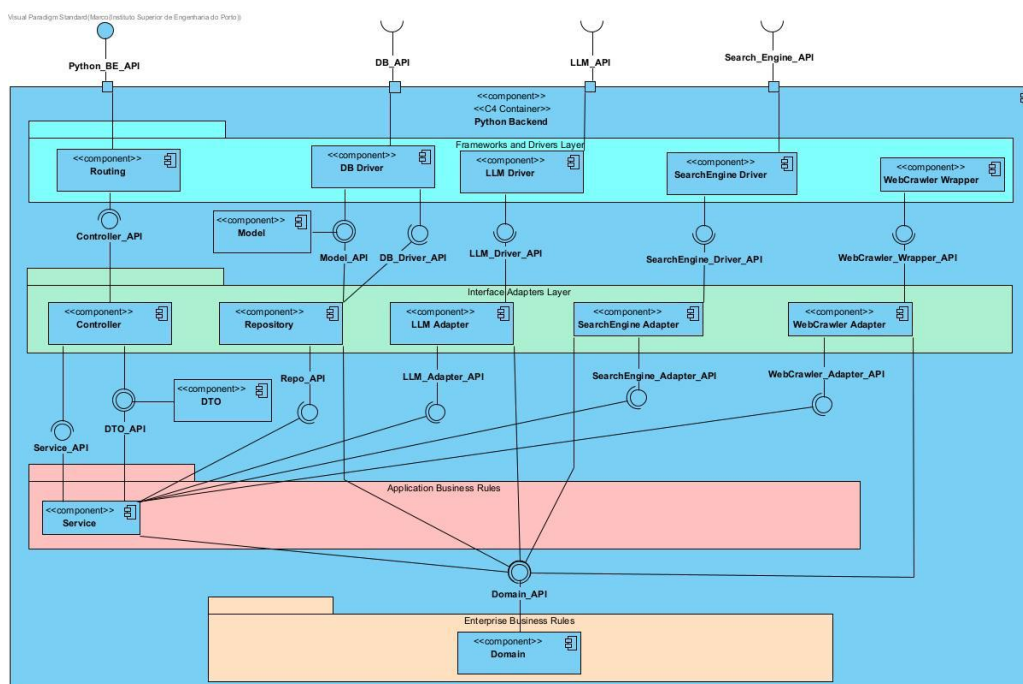 Visual Paradigm Standard(Marco(Instituto Superior de Engenharia do Porto))
Python_BE_API
DB_API
LLM_API
Search_Engine_API
<<component>>
<<C4 Container>>
Python Backend
Frameworks and Drivers Layer
<<component>>
Routing
<<component>>
DB Driver
<<component>>
LLM Driver
<<component>>
SearchEngine Driver
<<component>>
WebCrawler Wrapper
Controller_API
<<component>>
Model
Model_API
DB_Driver_API
LLM_Driver_API
SearchEngine_Driver_API
WebCrawler_Wrapper_API
Interface Adapters Layer
<<component>>
Controller
<<component>>
Repository
<<component>>
LLM Adapter
<<component>>
SearchEngine Adapter
<<component>>
WebCrawler Adapter
Repo_API
LLM_Adapter_API
SearchEngine_Adapter_API
WebCrawler_Adapter_API
<<component>>
DTO
DTO_API
Service_API
Application Business Rules
<<component>>
Service
Domain_API
Enterprise Business Rules
<<component>>
Domain